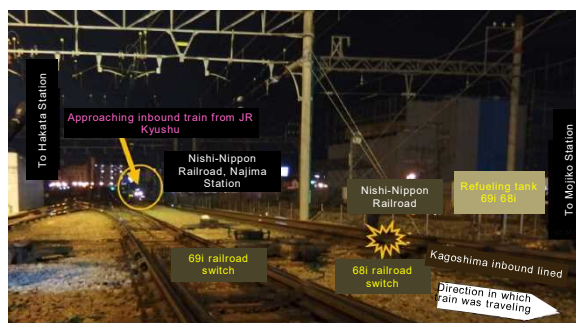 To Hakata Station
Approaching inbound train from JR
Kyushu
Nishi-Nippon
Railroad, Najima
Station
Nishi-Nippon
Railroad
Refueling tank
69i 68i
To Mojiko Station
69i railroad
switch
68i railroad
switch
Kagoshima inbound lined
Direction in which
train was traveling